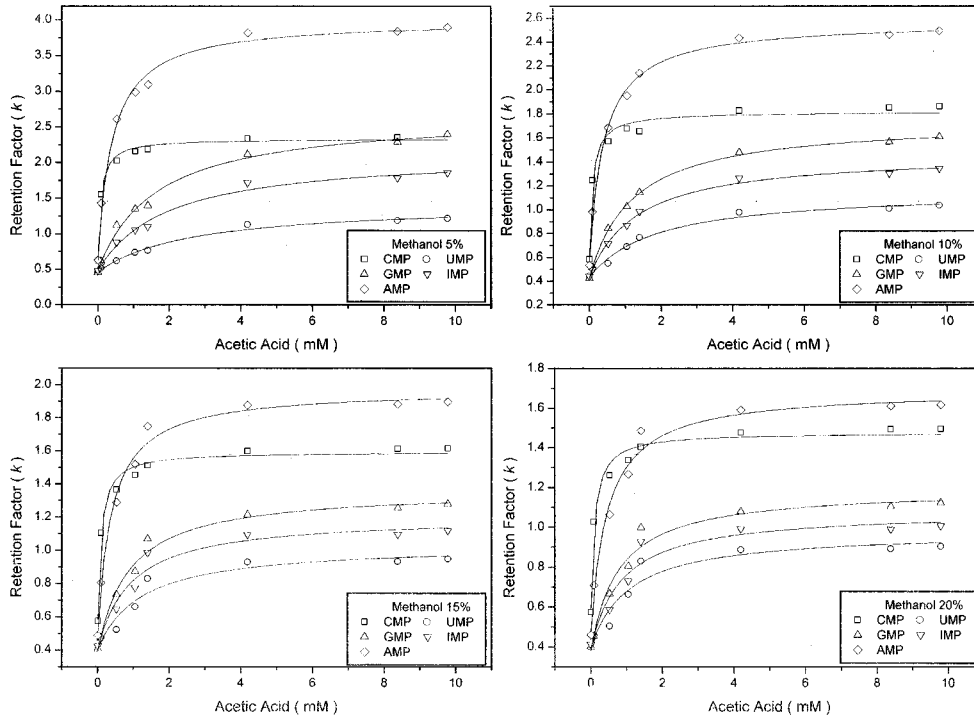 4.0
3.5
3.0
2.5
2.0
1.5
1.0
0.5
0.0
Retention Factor ( k )
0 2 4 6 8 10
Acetic Acid ( mM )
Methanol 5%
CMP UMP
GMP IMP
AMP
2.6
2.4
2.2
2.0
1.8
1.6
1.4
1.2
1.0
0.8
0.6
0.4
0.2
Retention Factor ( k )
0 2 4 6 8 10
Acetic Acid ( mM )
Methanol 10%
CMP UMP
GMP IMP
AMP
2.0
1.8
1.6
1.4
1.2
1.0
0.8
0.6
0.4
Retention Factor ( k )
0 2 4 6 8 10
Acetic Acid ( mM )
Methanol 15%
CMP UMP
GMP IMP
AMP
1.8
1.6
1.4
1.2
1.0
0.8
0.6
0.4
Retention Factor ( k )
0 2 4 6 8 10
Acetic Acid ( mM )
Methanol 20%
CMP UMP
GMP IMP
AMP